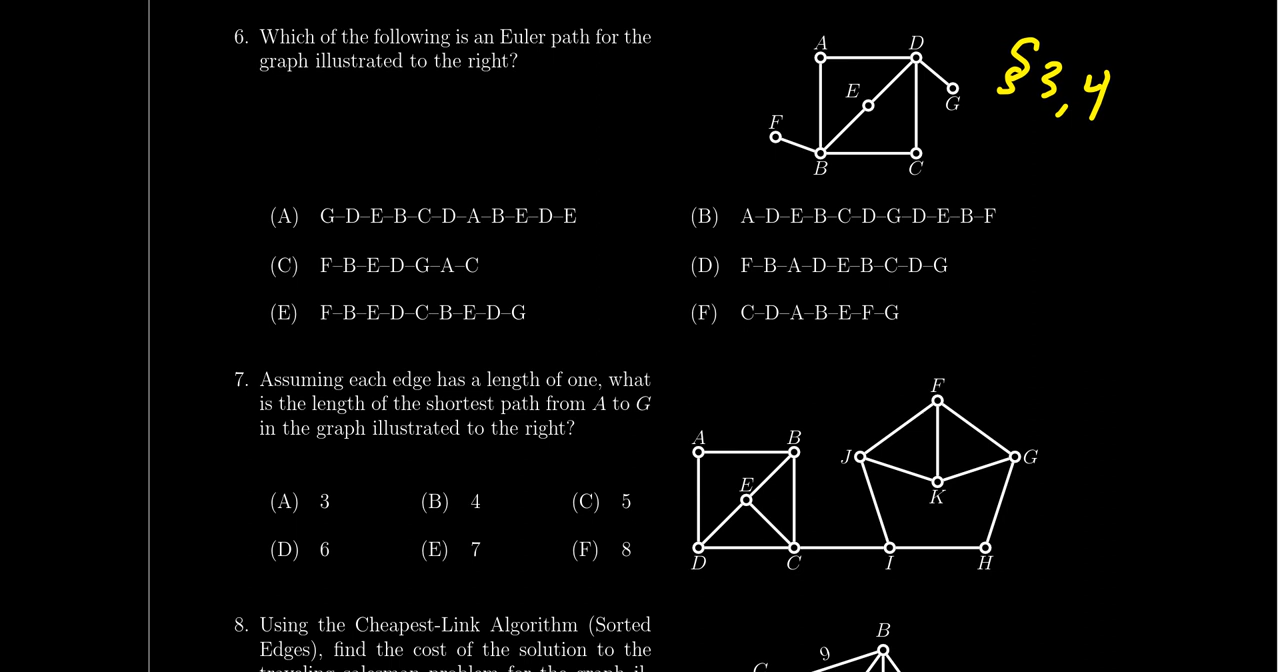 6. Which of the following is an Euler path for the
graph illustrated to the right?
A
D
E
G
F
B
C
§3,4
(A) G–D–E–B–C–D–A–B–E–D–E
(B) A–D–E–B–C–D–G–D–E–B–F
(C) F–B–E–D–G–A–C
(D) F–B–A–D–E–B–C–D–G
(E) F–B–E–D–C–B–E–D–G
(F) C–D–A–B–E–F–G
7. Assuming each edge has a length of one, what
is the length of the shortest path from A to G
in the graph illustrated to the right?
(A) 3
(B) 4
(C) 5
(D) 6
(E) 7
(F) 8
F
A
B
J
G
E
K
D
C
I
H
8. Using the Cheapest-Link Algorithm (Sorted
Edges), find the cost of the solution to the
B
9